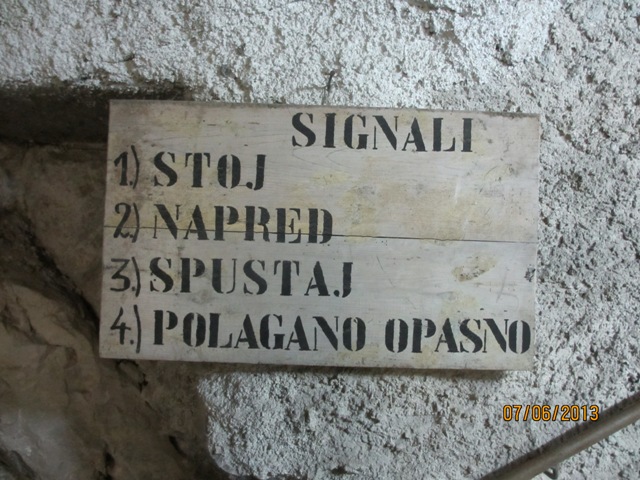 SIGNALI
1.) STOJ
2.) NAPRED
3.) SPUSTAJ
4.) POLAGANO OPASNO
07/06/2013